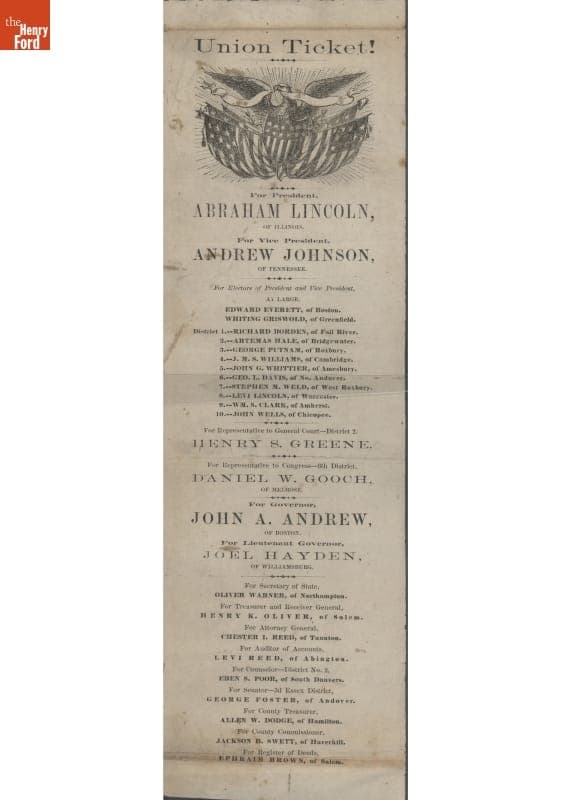 the
Henry
Ford
Union Ticket!
For President,
ABRAHAM LINCOLN,
OF ILLINOIS.
For Vice President,
ANDREW JOHNSON,
OF TENNESSEE.
For Electors of President and Vice President,
AT LARGE.
EDWARD EVERETT, of Boston.
WHITING GRISWOLD, of Greenfield.
District 1.--RICHARD BORDEN, of Fall River.
2.--ARTEMAS HALE, of Bridgewater.
3.--GEORGE PUTNAM, of Roxbury.
4.--J. M. S. WILLIAMS, of Cambridge.
5.--JOHN G. WHITTIER, of Amesbury.
6.--GEO. L. DAVIS, of No. Andover.
7.--STEPHEN M. WELD, of West Roxbury.
8.--LEVI LINCOLN, of Worcester.
9.--WM. S. CLARK, of Amherst.
10.--JOHN WELLS, of Chicopee.
For Representative to General Court--District 2.
HENRY S. GREENE.
For Representative to Congress--6th District,
DANIEL W. GOOCH,
OF MELROSE.
For Governor,
JOHN A. ANDREW,
OF BOSTON.
For Lieutenant Governor,
JOEL HAYDEN,
OF WILLIAMSBURG.
For Secretary of State,
OLIVER WARNER, of Northampton.
For Treasurer and Receiver General,
HENRY K. OLIVER, of Salem.
For Attorney General,
CHESTER I. REED, of Taunton.
For Auditor of Accounts,
LEVI REED, of Abington.
For Counselor--District No. 5,
EBEN S. POOR, of South Danvers.
For Senator--3d Essex District,
GEORGE FOSTER, of Andover.
For County Treasurer,
ALLEN W. DODGE, of Hamilton.
For County Commissioner,
JACKSON B. SWETT, of Haverhill.
For Register of Deeds,
EPHRAIM BROWN, of Salem.